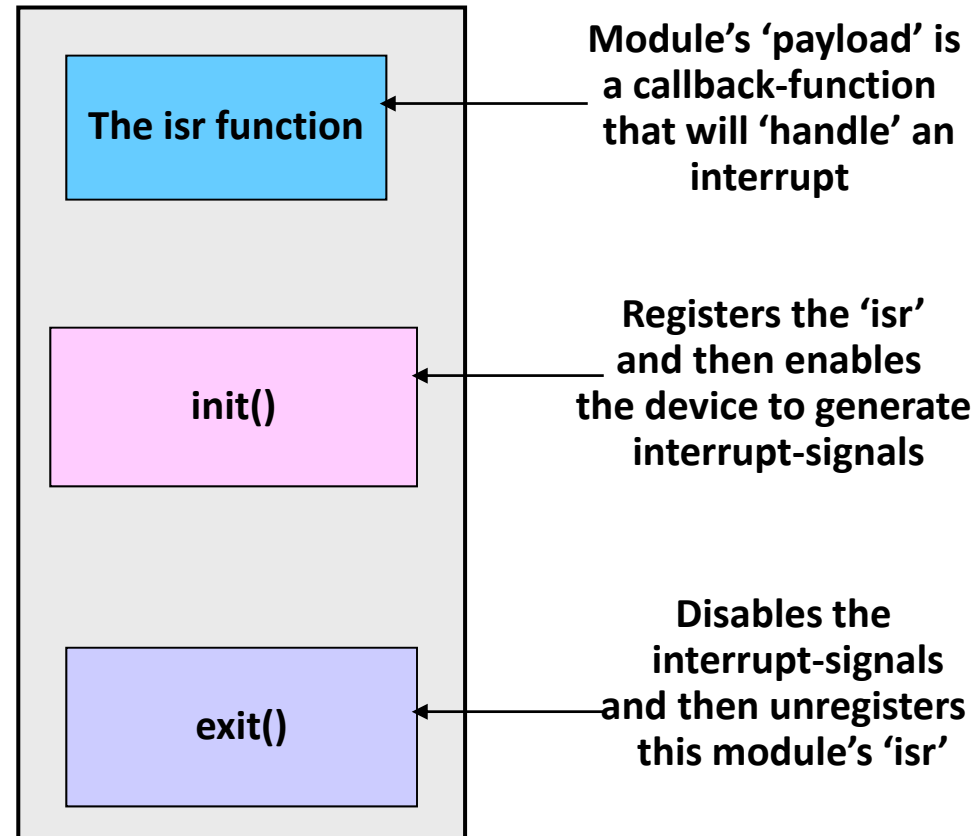 The isr function
Module’s ‘payload’ is
a callback-function
that will ‘handle’ an
interrupt
init()
Registers the ‘isr’
and then enables
the device to generate
interrupt-signals
exit()
Disables the
interrupt-signals
and then unregisters
this module’s ‘isr’